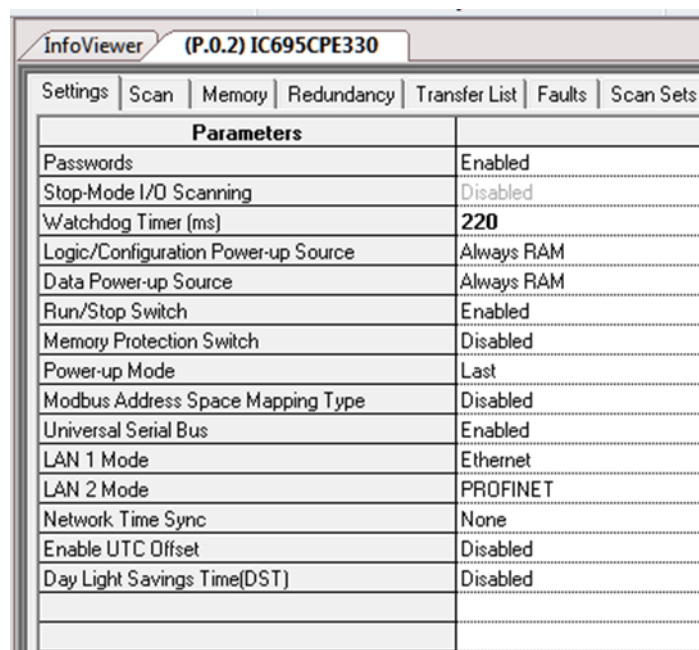 InfoViewer (P.0.2) IC695CPE330
Settings Scan Memory Redundancy Transfer List Faults Scan Sets
Parameters
Passwords Enabled
Stop-Mode I/O Scanning Disabled
Watchdog Timer (ms) 220
Logic/Configuration Power-up Source Always RAM
Data Power-up Source Always RAM
Run/Stop Switch Enabled
Memory Protection Switch Disabled
Power-up Mode Last
Modbus Address Space Mapping Type Disabled
Universal Serial Bus Enabled
LAN 1 Mode Ethernet
LAN 2 Mode PROFINET
Network Time Sync None
Enable UTC Offset Disabled
Day Light Savings Time(DST) Disabled